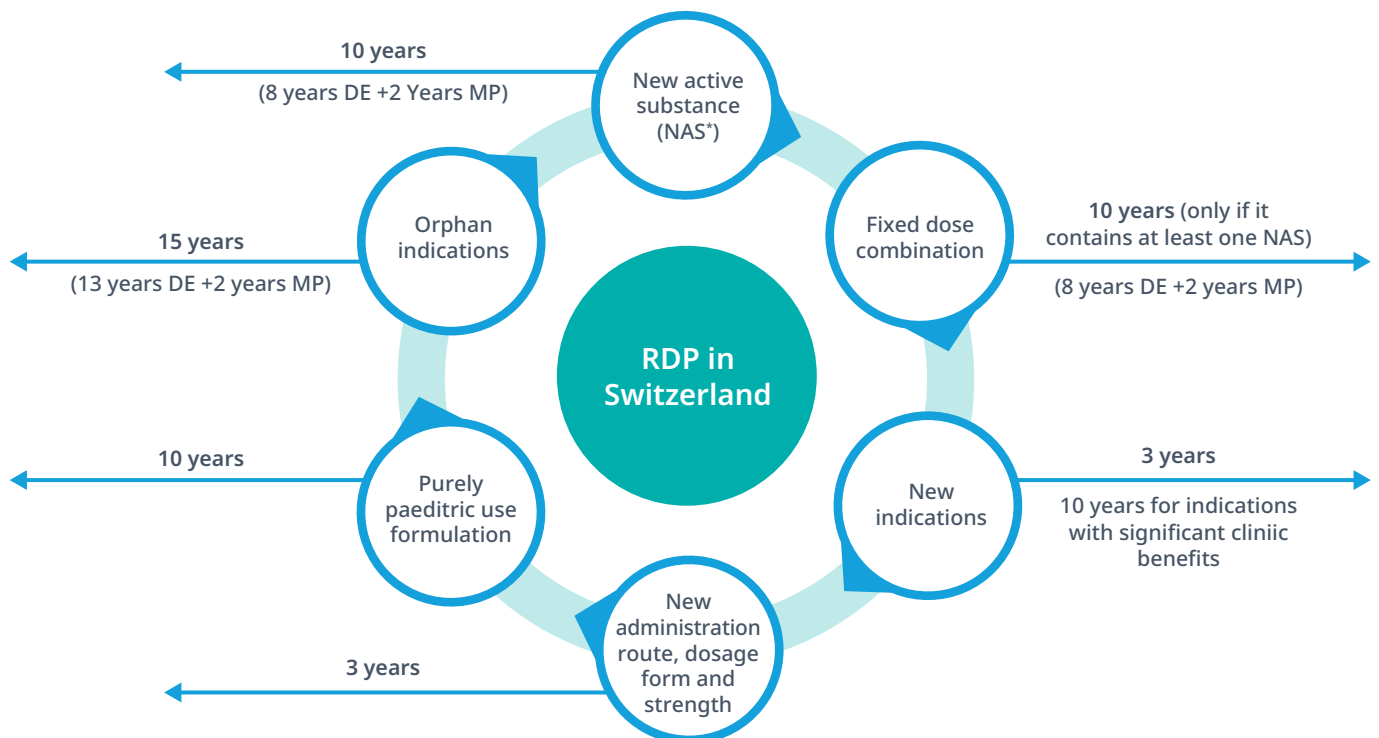 10 years
(8 years DE +2 Years MP)
New active
substance
(NAS*)
Fixed dose
combination
10 years (only if it
contains at least one NAS)
(8 years DE +2 years MP)
Orphan
indications
15 years
(13 years DE +2 years MP)
RDP in
Switzerland
10 years
Purely
paeditric use
formulation
New
indications
3 years
10 years for indications
with significant cliniic
benefits
New
administration
route, dosage
form and
strength
3 years